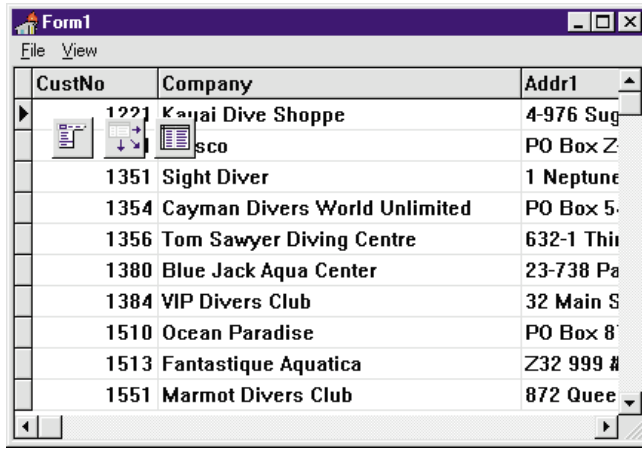 Form1
File View
CustNo Company Addr1
1221 Kauai Dive Shoppe 4-976 Sug
PO Box Z-
1351 Sight Diver 1 Neptune
1354 Cayman Divers World Unlimited PO Box 5
1356 Tom Sawyer Diving Centre 632-1 Thi
1380 Blue Jack Aqua Center 23-738 Pa
1384 VIP Divers Club 32 Main S
1510 Ocean Paradise PO Box 8
1513 Fantastique Aquatica Z32 999 #
1551 Marmot Divers Club 872 Quee